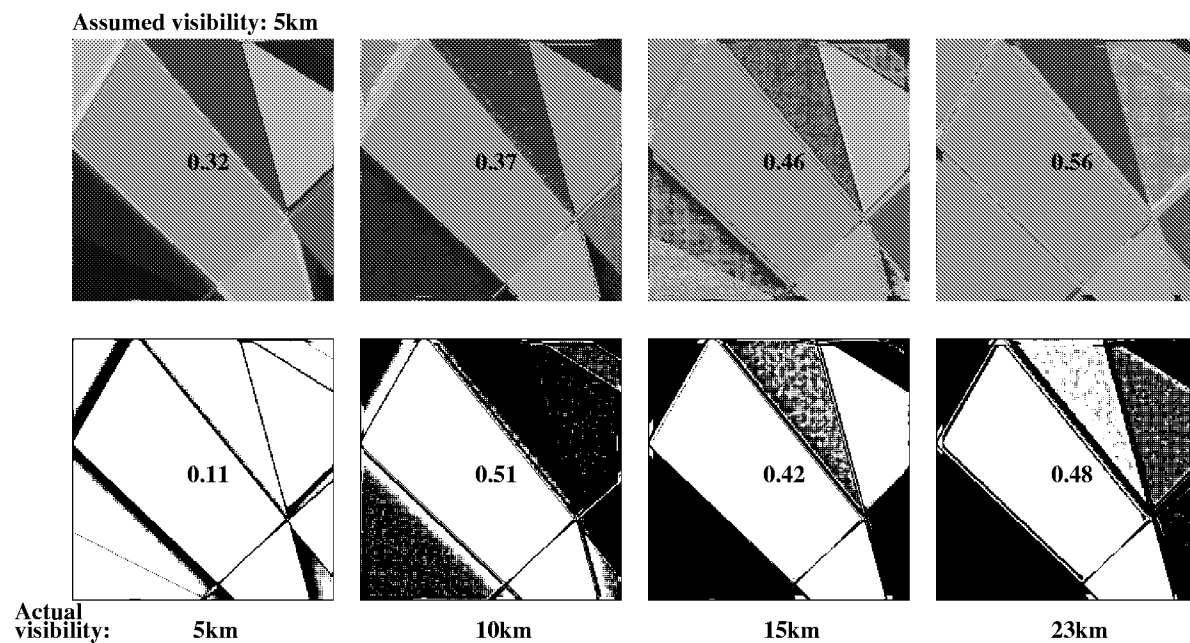 Assumed visibility: 5km
0.32 0.37 0.46 0.56
0.11 0.51 0.42 0.48
Actual
visibility: 5km 10km 15km 23km